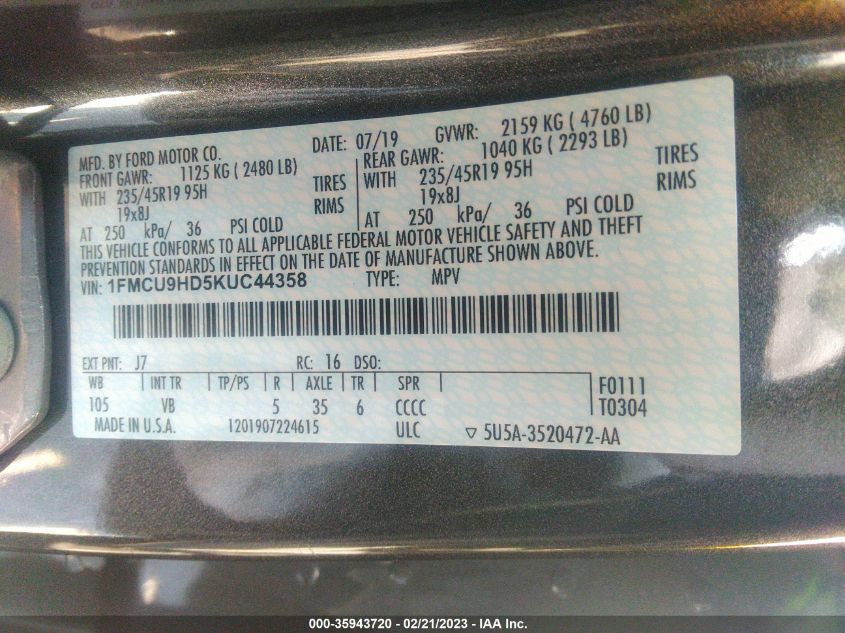 MFD. BY FORD MOTOR CO. DATE: 07/19 GVWR: 2159 KG ( 4760 LB)
FRONT GAWR: 1125 KG ( 2480 LB) REAR GAWR: 1040 KG ( 2293 LB)
WITH 235/45R19 95H TIRES WITH 235/45R19 95H TIRES
19x8J RIMS 19x8J RIMS
AT 250 kPa/ 36 PSI COLD AT 250 kPa/ 36 PSI COLD
THIS VEHICLE CONFORMS TO ALL APPLICABLE FEDERAL MOTOR VEHICLE SAFETY AND THEFT
PREVENTION STANDARDS IN EFFECT ON THE DATE OF MANUFACTURE SHOWN ABOVE.
VIN: 1FMCU9HD5KUC44358 TYPE: MPV
EXT PNT: J7 RC: 16 DSO:
WB INT TR TP/PS R AXLE TR SPR F0111
105 VB 5 35 6 CCCC T0304
MADE IN U.S.A. 1201907224615 ULC ▽ 5U5A-3520472-AA
000-35943720 - 02/21/2023 - IAA Inc.